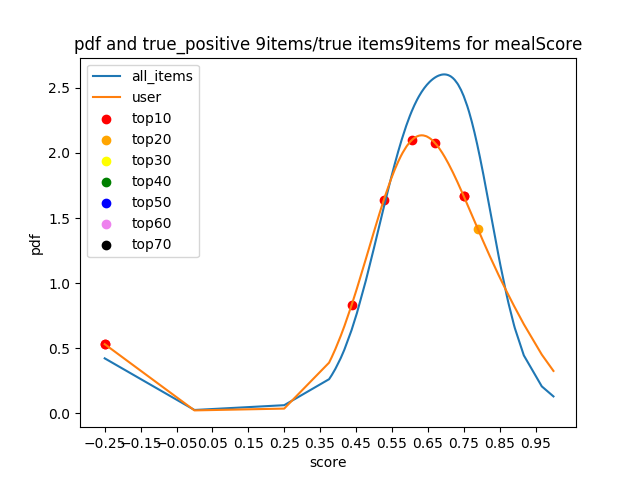 pdf and true_positive 9items/true items9items for mealScore
all_items
user
top10
top20
top30
top40
top50
top60
top70
pdf
2.5
2.0
1.5
1.0
0.5
0.0
−0.25 −0.15 −0.05 0.05 0.15 0.25 0.35 0.45 0.55 0.65 0.75 0.85 0.95
score